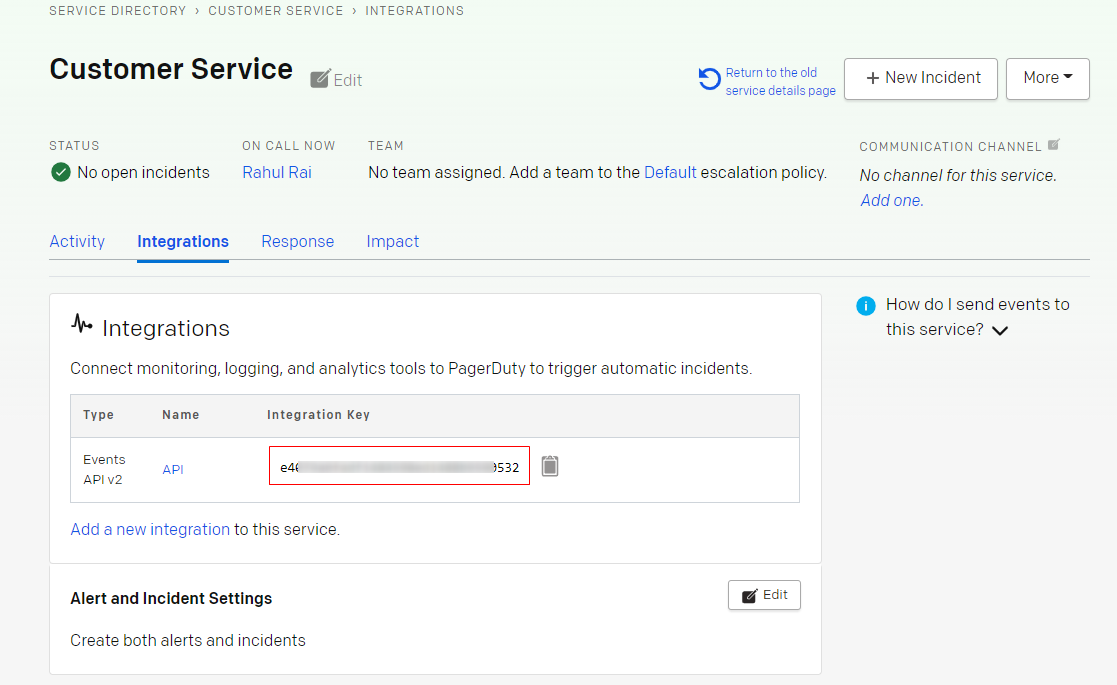 SERVICE DIRECTORY › CUSTOMER SERVICE › INTEGRATIONS
Customer Service
Edit
Return to the old
service details page
+ New Incident
More
STATUS
No open incidents
ON CALL NOW
Rahul Rai
TEAM
No team assigned. Add a team to the Default escalation policy.
COMMUNICATION CHANNEL
No channel for this service.
Add one.
Activity
Integrations
Response
Impact
Integrations
Connect monitoring, logging, and analytics tools to PagerDuty to trigger automatic incidents.
Type Name Integration Key
Events
API v2
API
Add a new integration to this service.
Alert and Incident Settings
Edit
Create both alerts and incidents
How do I send events to
this service?